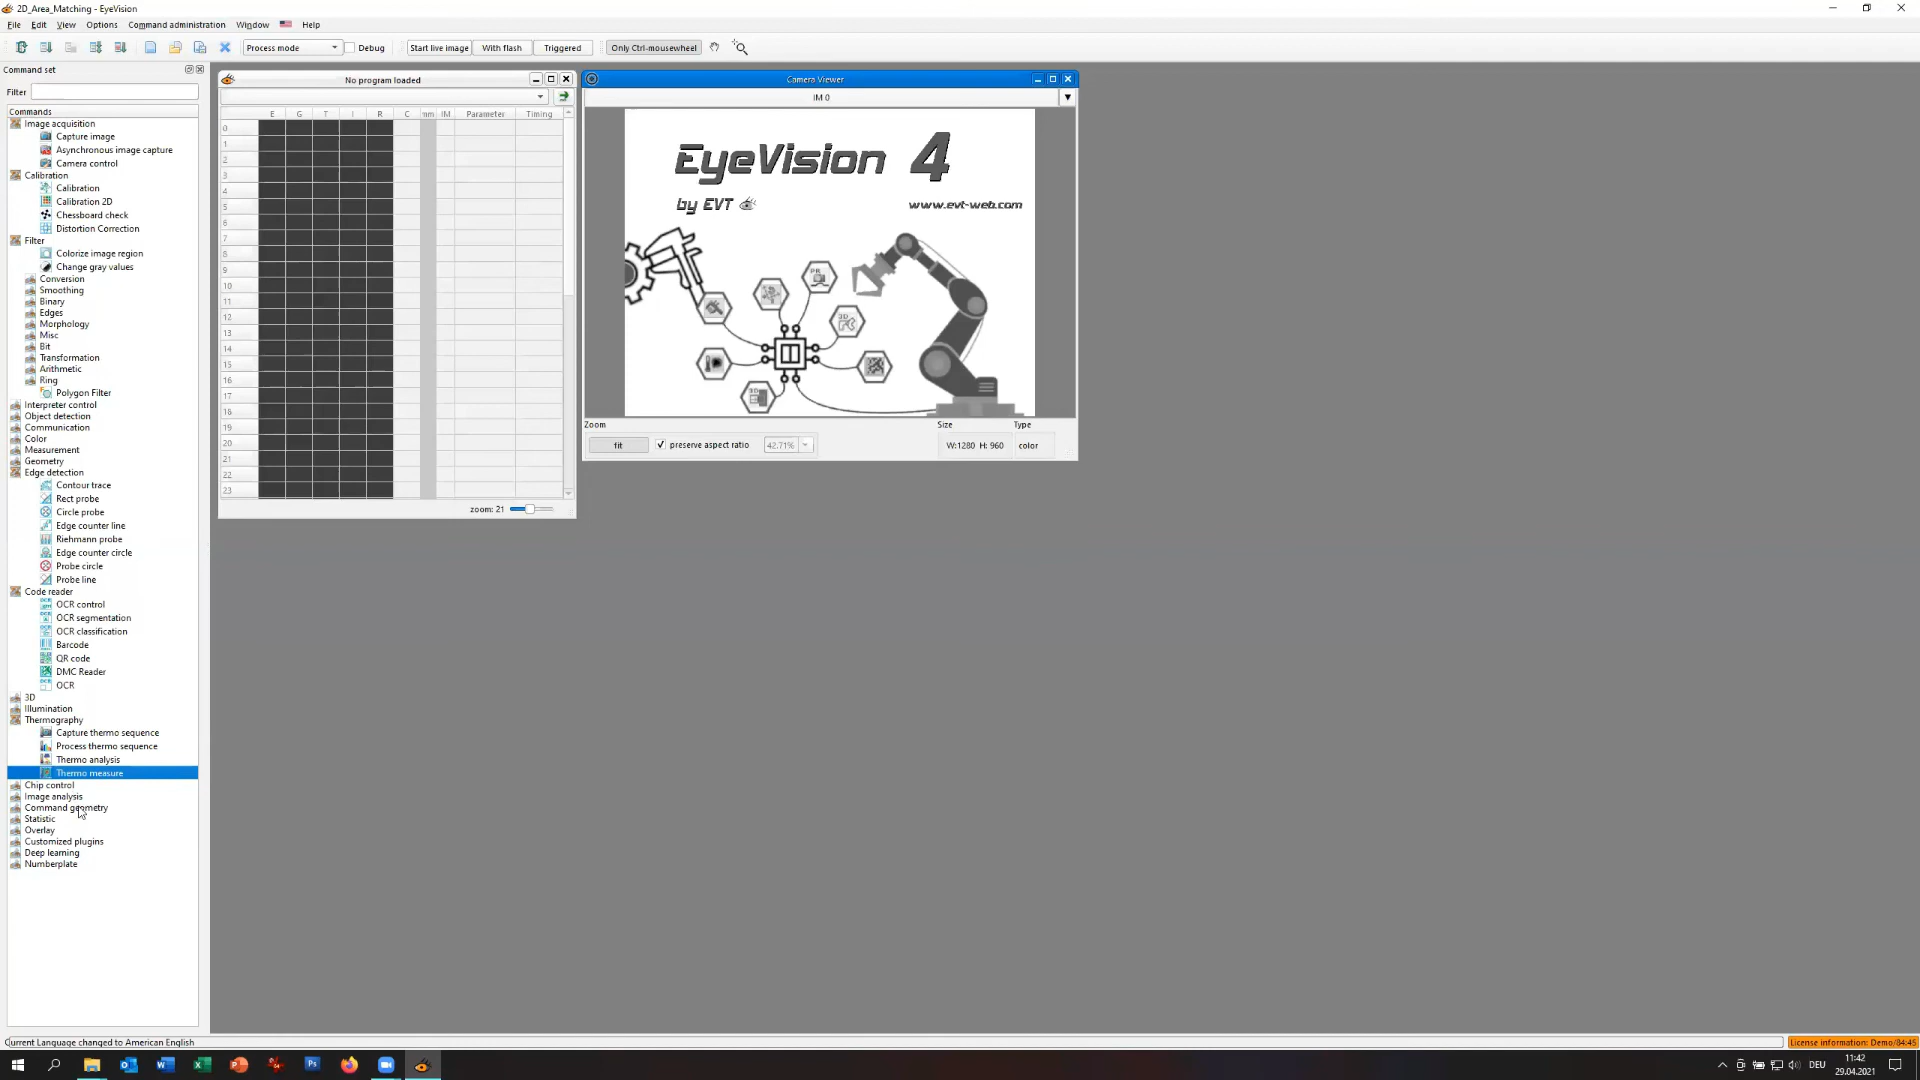 2D_Area_Matching - EyeVision
File Edit View Options Command administration Window Help
Process mode Debug Start live image With flash Triggered Only Ctrl-mousewheel
Command set
Filter
Commands
Image acquisition
Capture image
Asynchronous image capture
Camera control
Calibration
Calibration
Calibration 2D
Chessboard check
Distortion Correction
Filter
Colorize image region
Change gray values
Conversion
Smoothing
Binary
Edges
Morphology
Misc
Bit
Transformation
Arithmetic
Ring
Polygon Filter
Interpreter control
Object detection
Communication
Color
Measurement
Geometry
Edge detection
Contour trace
Rect probe
Circle probe
Edge counter line
Riehmann probe
Edge counter circle
Probe circle
Probe line
Code reader
OCR control
OCR segmentation
OCR classification
Barcode
QR code
DMC Reader
OCR
3D
Illumination
Thermography
Capture thermo sequence
Process thermo sequence
Thermo analysis
Thermo measure
Chip control
Image analysis
Command geometry
Statistic
Overlay
Customized plugins
Deep learning
Numberplate
No program loaded
E G T I R C mm IM Parameter Timing
0
1
2
3
4
5
6
7
8
9
10
11
12
13
14
15
16
17
18
19
20
21
22
23
zoom: 21
Camera Viewer
IM 0
EyeVision 4
by EVT www.evt-web.com
PR
3D
3D
Zoom Size Type
fit preserve aspect ratio 42.71% W:1280 H: 960 color
Current Language changed to American English
License information: Demo/84:45
DEU
11:42
29.04.2021